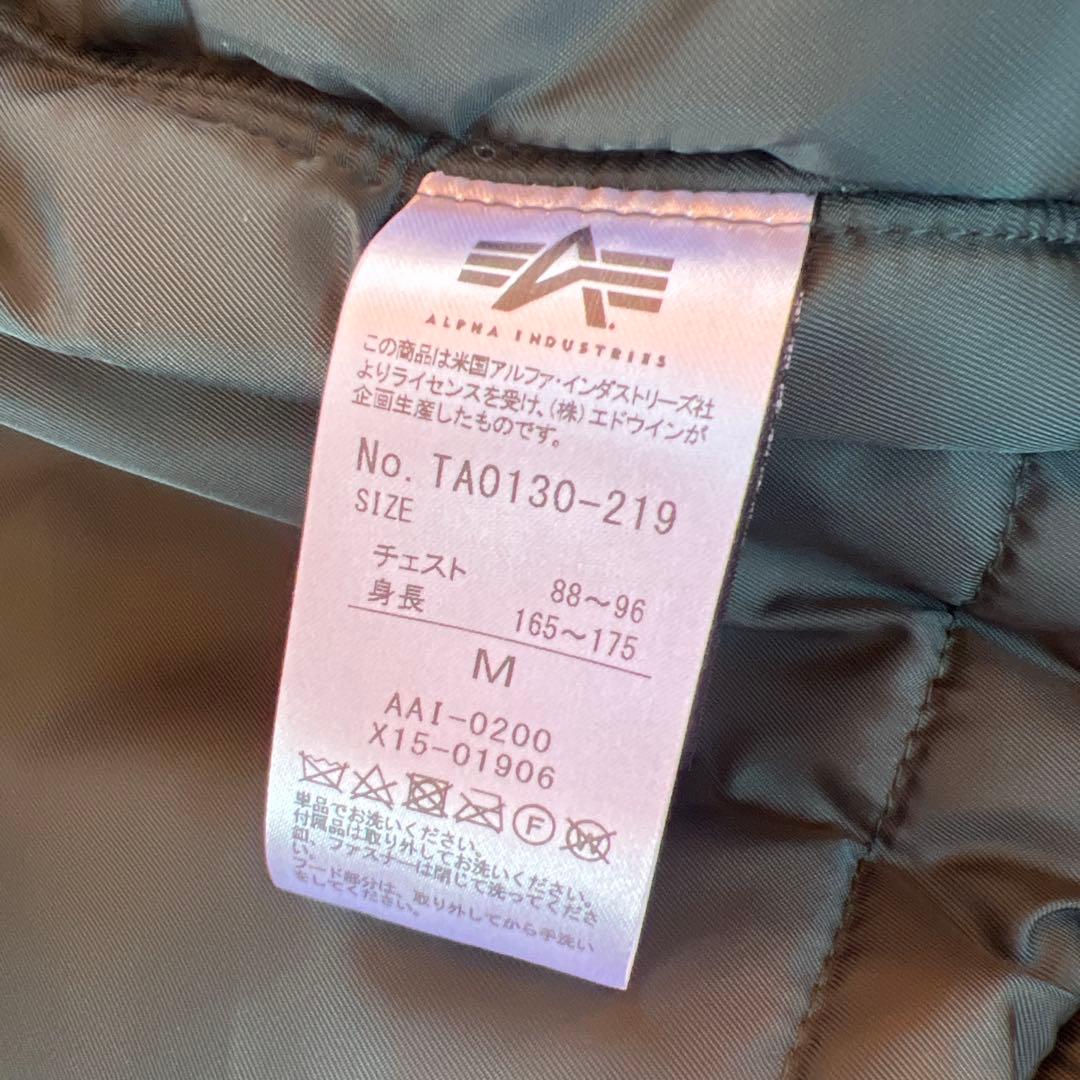 ALPHA INDUSTRIES
この商品は米国アルファ・インダストリーズ社
よりライセンスを受け、(株)エドウインが
企画生産したものです。
No. TA0130-219
SIZE
チェスト 88～96
身長 165～175
M
AAI-0200
X15-01906
F
W
単品でお洗いください。
付属品は取り外してお洗いください。
釦、ファスナーは閉じて洗ってくださ
い。
フード部分は、取り外してから手洗い
をしてください。